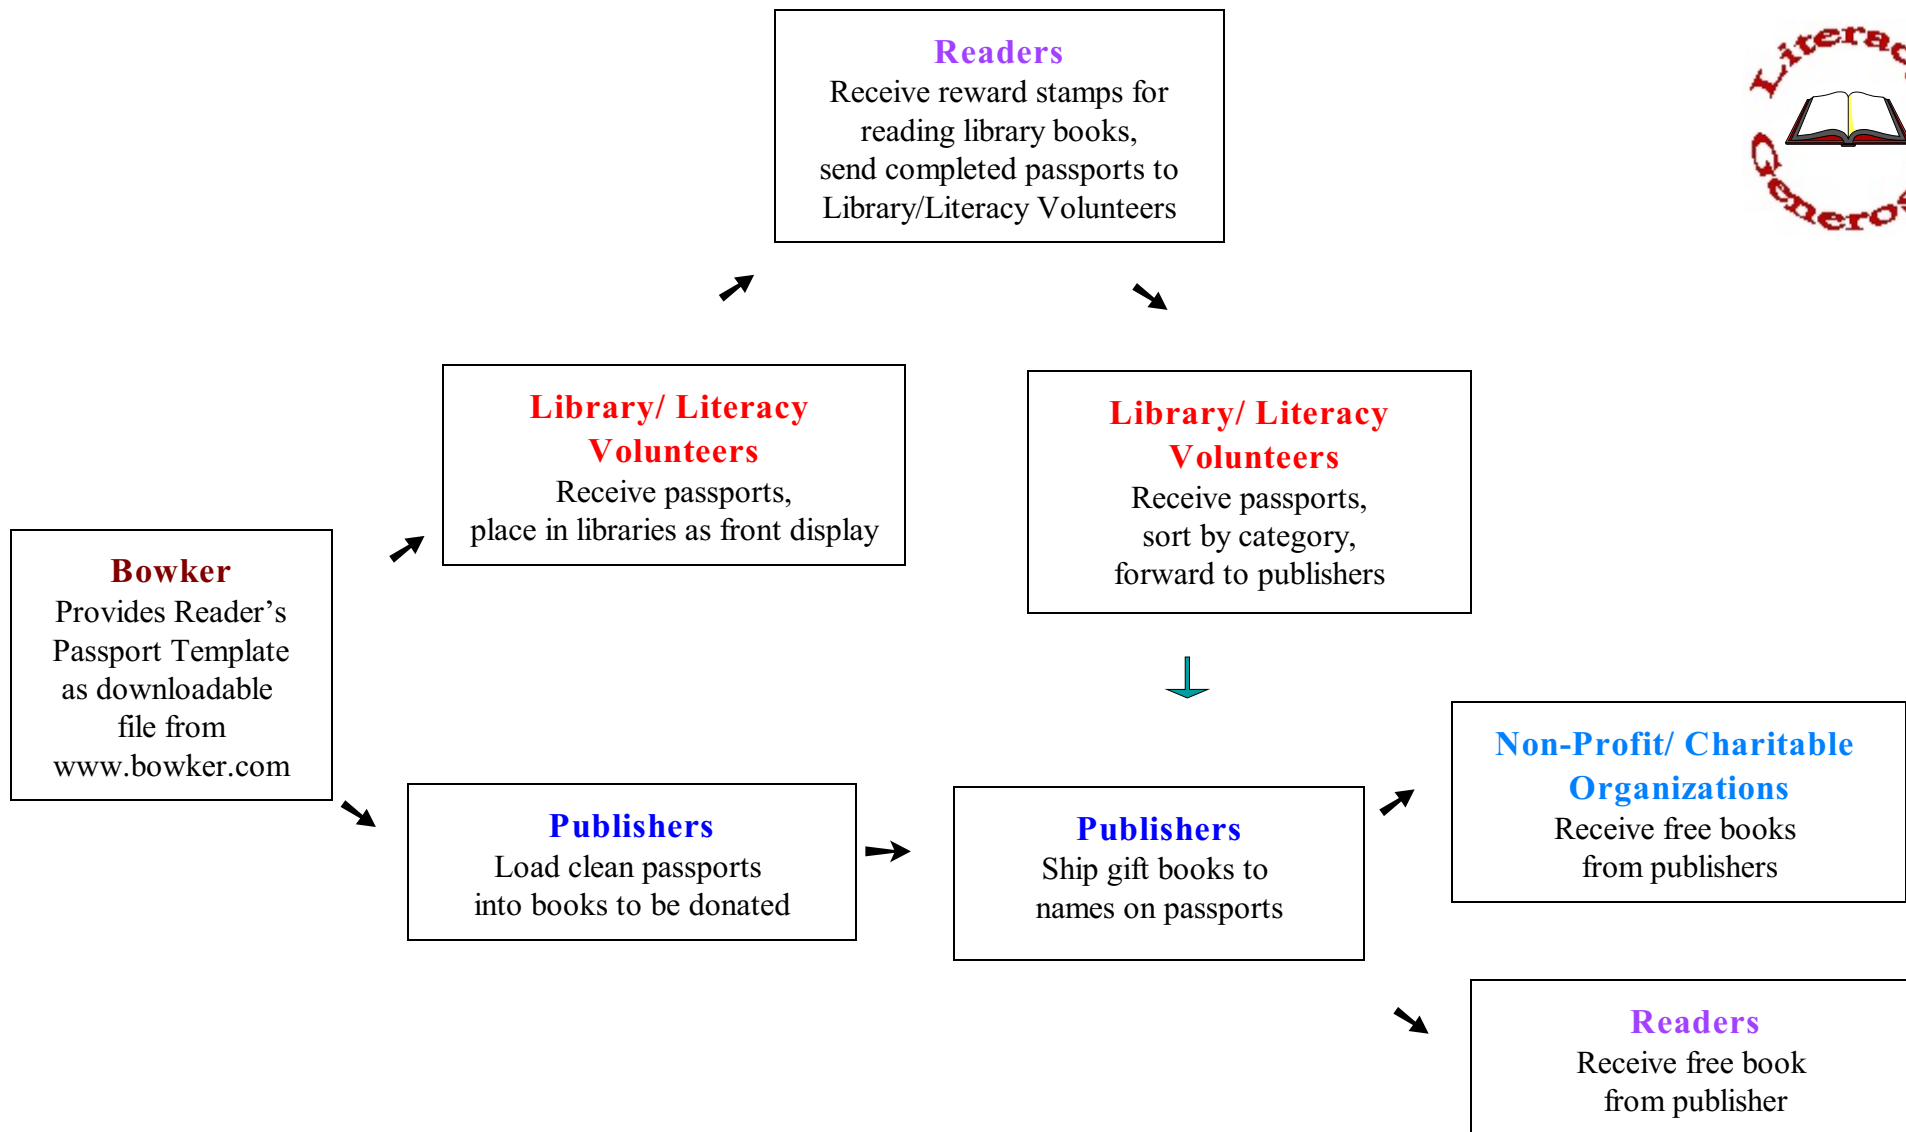 Readers
Receive reward stamps for
reading library books,
send completed passports to
Library/Literacy Volunteers
Library/ Literacy
Volunteers
Receive passports,
place in libraries as front display
Library/ Literacy
Volunteers
Receive passports,
sort by category,
forward to publishers
Bowker
Provides Reader’s
Passport Template
as downloadable
file from
www.bowker.com
Publishers
Load clean passports
into books to be donated
Publishers
Ship gift books to
names on passports
Non-Profit/ Charitable
Organizations
Receive free books
from publishers
Readers
Receive free book
from publisher